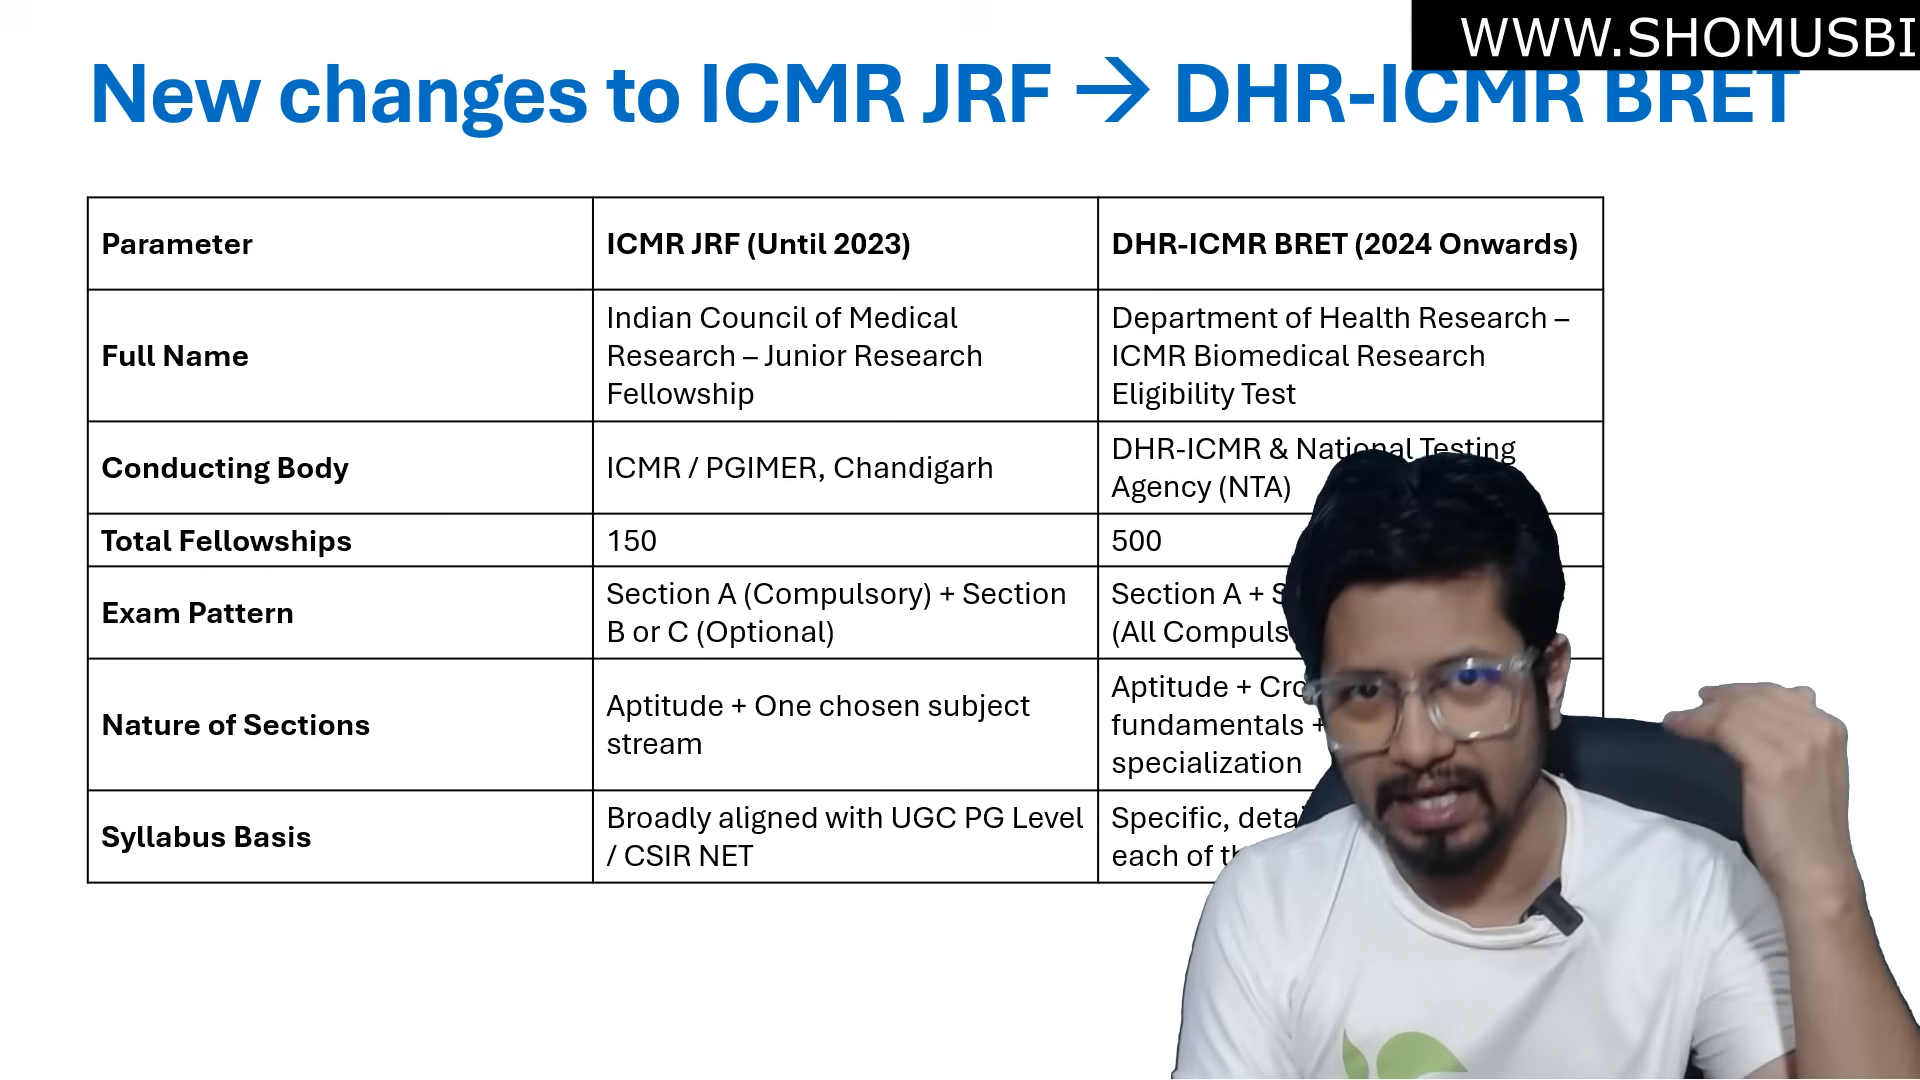 WWW.SHOMUSBI
New changes to ICMR JRF → DHR-ICMR BRET
Parameter
ICMR JRF (Until 2023)
DHR-ICMR BRET (2024 Onwards)
Full Name
Indian Council of Medical
Research – Junior Research
Fellowship
Department of Health Research –
ICMR Biomedical Research
Eligibility Test
Conducting Body
ICMR / PGIMER, Chandigarh
DHR-ICMR & National Testing
Agency (NTA)
Total Fellowships
150
500
Exam Pattern
Section A (Compulsory) + Section
B or C (Optional)
Section A +
(All
Nature of Sections
Aptitude + One chosen subject
stream
Aptitude +
fundamentals +
specialization
Syllabus Basis
Broadly aligned with UGC PG Level
/ CSIR NET
Specific,
each of